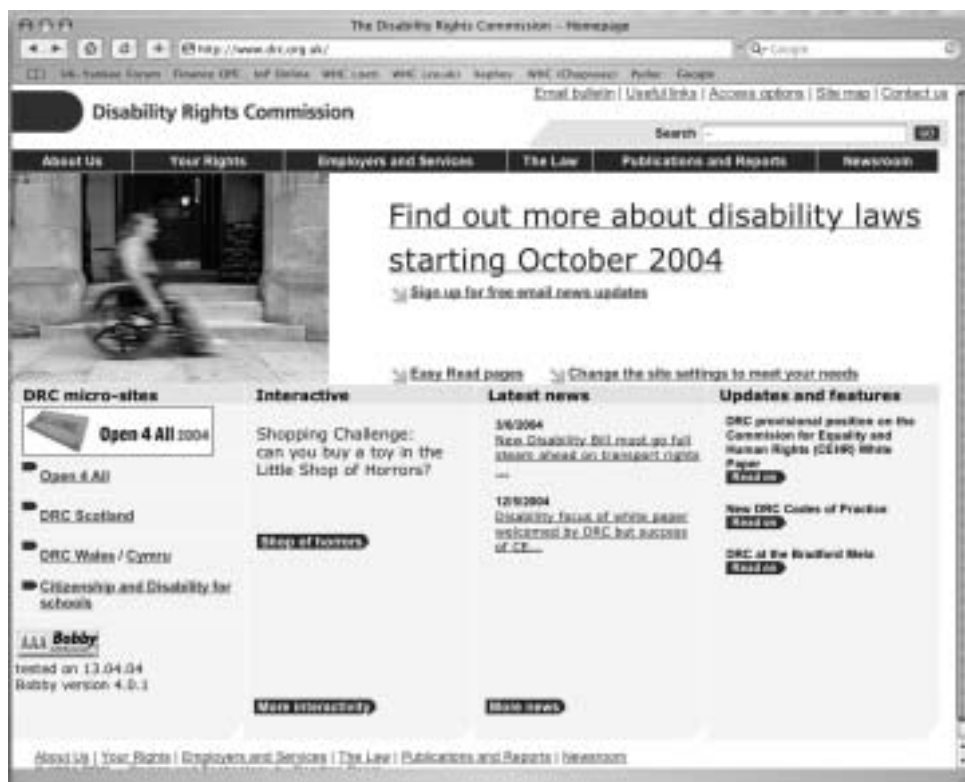 The Disability Rights Commission – Homepage
http://www.drc.org.uk/
Google
Email bulletin | Useful links | Access options | Site map | Contact us
Disability Rights Commission
Search
GO
About Us Your Rights Employers and Services The Law Publications and Reports Newsroom
Find out more about disability laws
starting October 2004
Sign up for free email news updates
Easy Read pages Change the site settings to meet your needs
DRC micro-sites
Open 4 All 2004
Open 4 All
DRC Scotland
DRC Wales / Cymru
Citizenship and Disability for
schools
AAA Bobby
tested on 13.04.04
Bobby version 4.0.1
Interactive
Shopping Challenge:
can you buy a toy in the
Little Shop of Horrors?
Shop of horrors
More interactivity
Latest news
3/6/2004
New Disability Bill must go full
steam ahead on transport rights
...
12/5/2004
Disability focus of white paper
welcomed by DRC but success
of CE...
More news
Updates and features
DRC provisional position on the
Commission for Equality and
Human Rights (CEHR) White
Paper
Read on
New DRC Codes of Practice
Read on
DRC at the Bradford Mela
Read on
About Us | Your Rights | Employers and Services | The Law | Publications and Reports | Newsroom